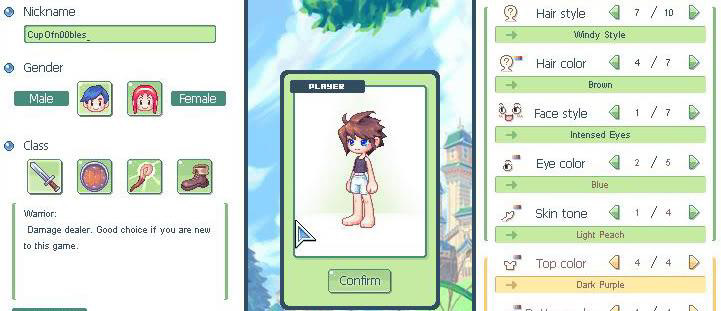 Nickname
CupOfn00bles_
Gender
Male
Female
Class
Warrior:
Damage dealer. Good choice if you are new
to this game.
PLAYER
Confirm
Hair style 7 / 10
Windy Style
Hair color 4 / 7
Brown
Face style 1 / 7
Intensed Eyes
Eye color 2 / 5
Blue
Skin tone 1 / 4
Light Peach
Top color 4 / 4
Dark Purple